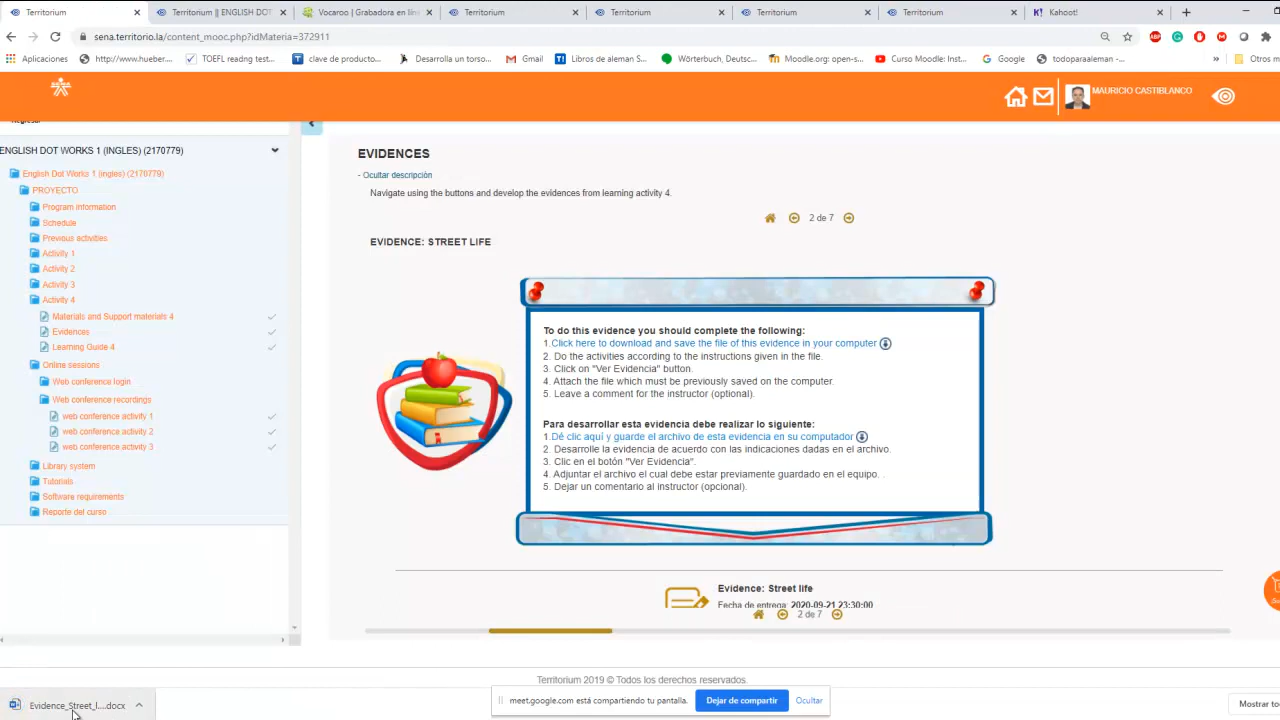 Territorium
Territorium || ENGLISH DOT
Vocaroo | Grabadora en líne
Territorium
Territorium
Territorium
Territorium
Kahoot!
sena.territorio.la/content_mooc.php?idMateria=372911
Aplicaciones
http://www.hueber....
TOEFL readng test...
clave de producto...
Desarrolla un torso...
Gmail
Libros de aleman S...
Wörterbuch, Deutsc...
Moodle.org: open-s...
Curso Moodle: Inst...
Google
todoparaaleman -...
»
Otros m
MAURICIO CASTIBLANCO
Regresar
ENGLISH DOT WORKS 1 (INGLES) (2170779)
English Dot Works 1 (ingles) (2170779)
PROYECTO
Program information
Schedule
Previous activities
Activity 1
Activity 2
Activity 3
Activity 4
Materials and Support materials 4
Evidences
Learning Guide 4
Online sessions
Web conference login
Web conference recordings
web conference activity 1
web conference activity 2
web conference activity 3
Library system
Tutorials
Software requirements
Reporte del curso
EVIDENCES
- Ocultar descripción
Navigate using the buttons and develop the evidences from learning activity 4.
2 de 7
EVIDENCE: STREET LIFE
To do this evidence you should complete the following:
1.Click here to download and save the file of this evidence in your computer
2. Do the activities according to the instructions given in the file.
3. Click on "Ver Evidencia" button.
4. Attach the file which must be previously saved on the computer.
5. Leave a comment for the instructor (optional).
Para desarrollar esta evidencia debe realizar lo siguiente:
1.Dé clic aquí y guarde el archivo de esta evidencia en su computador
2. Desarrolle la evidencia de acuerdo con las indicaciones dadas en el archivo.
3. Clic en el botón "Ver Evidencia".
4. Adjuntar el archivo el cual debe estar previamente guardado en el equipo. .
5. Dejar un comentario al instructor (opcional).
Evidence: Street life
Fecha de entrega: 2020-09-21 23:30:00
2 de 7
Territorium 2019 © Todos los derechos reservados.
meet.google.com está compartiendo tu pantalla.
Dejar de compartir
Ocultar
Evidence_Street_(....docx
Mostrar to